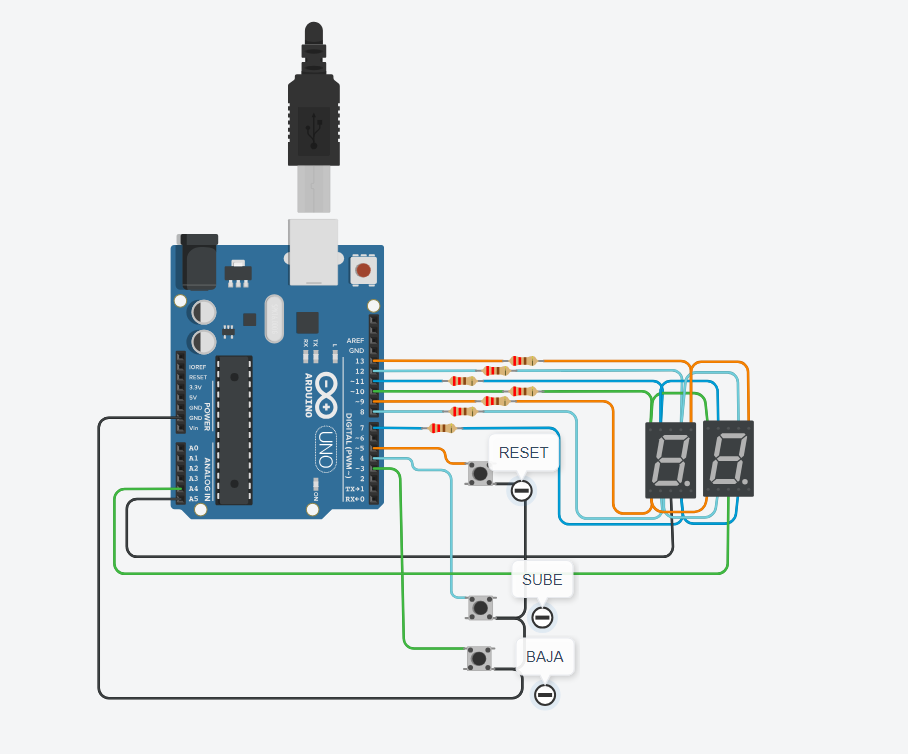 AREF
GND
13
12
~11
~10
~9
8
7
~6
~5
4
~3
2
TX→1
RX←0
DIGITAL (PWM~)
IOREF
RESET
3.3V
5V
GND
GND
Vin
POWER
A0
A1
A2
A3
A4
A5
ANALOG IN
RX
TX
L
ARDUINO
UNO
ON
RESET
SUBE
BAJA